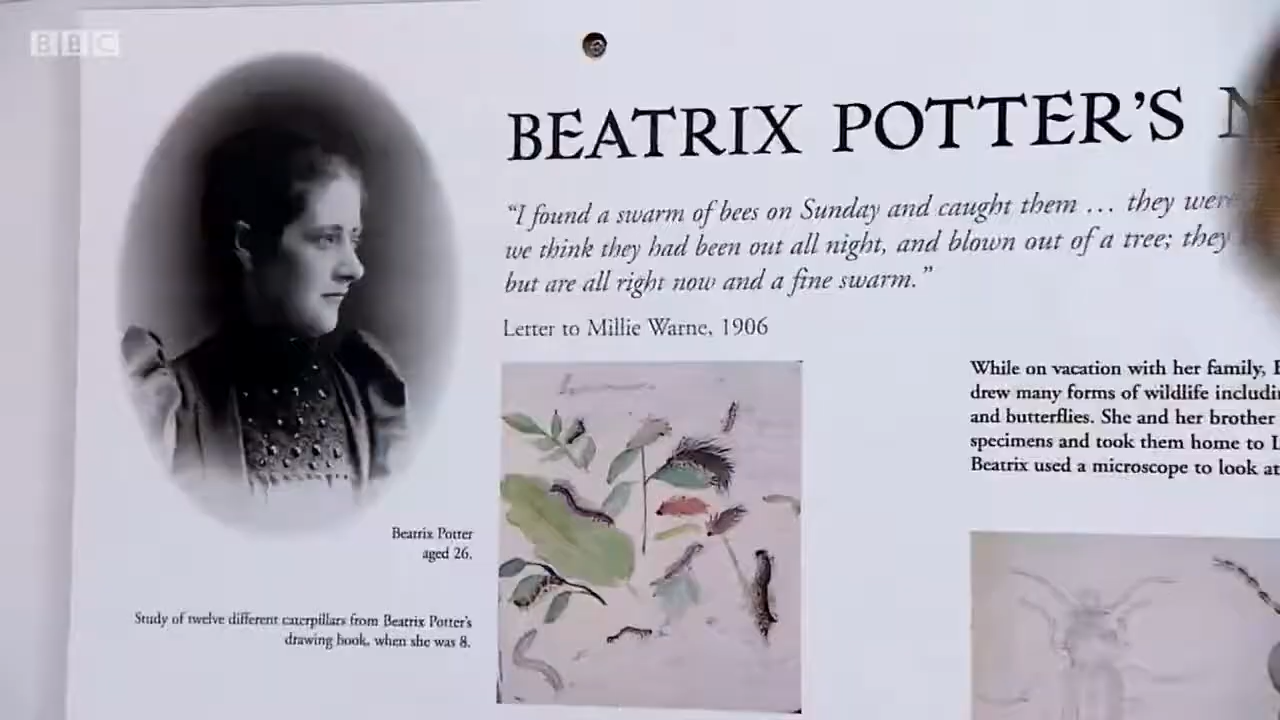 BBC
BEATRIX POTTER'S
"I found a swarm of bees on Sunday and caught them ... they were
we think they had been out all night, and blown out of a tree; they
but are all right now and a fine swarm."
Letter to Millie Warne, 1906
While on vacation with her family,
drew many forms of wildlife includi
and butterflies. She and her brother
specimens and took them home to L
Beatrix used a microscope to look at
Beatrix Potter
aged 26.
Study of twelve different caterpillars from Beatrix Potter's
drawing book, when she was 8.